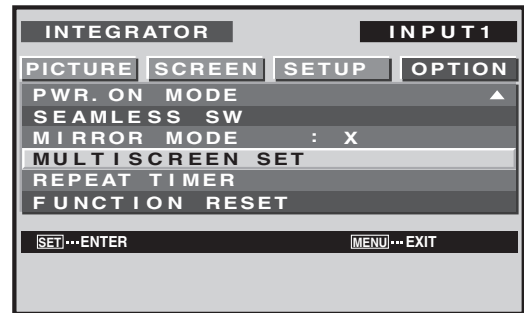 INTEGRATOR INPUT1
PICTURE SCREEN SETUP OPTION
PWR. ON MODE ▲
SEAMLESS SW
MIRROR MODE : X
MULTISCREEN SET
REPEAT TIMER
FUNCTION RESET
SET···ENTER MENU···EXIT